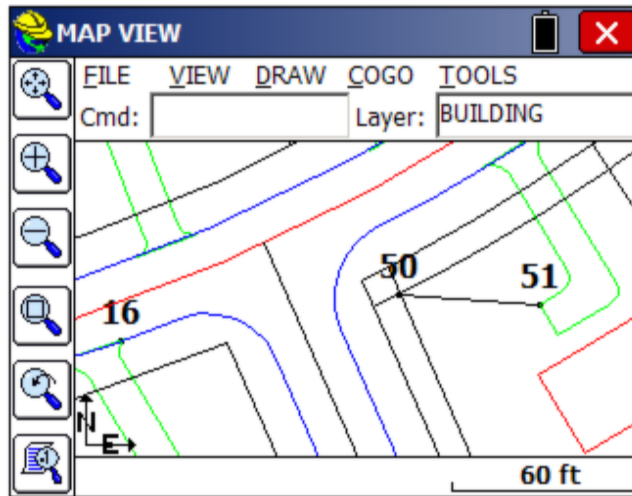 MAP VIEW
FILE VIEW DRAW COGO TOOLS
Cmd: Layer: BUILDING
50
51
16
N
E
60 ft